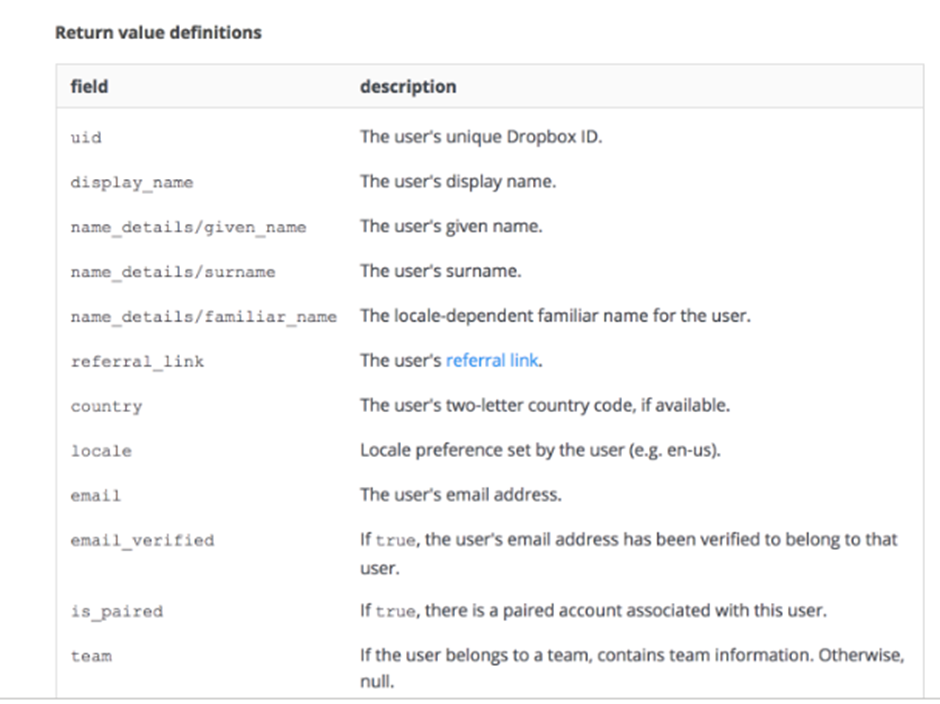 Return value definitions
field description
uid The user's unique Dropbox ID.
display_name The user's display name.
name_details/given_name The user's given name.
name_details/surname The user's surname.
name_details/familiar_name The locale-dependent familiar name for the user.
referral_link The user's referral link.
country The user's two-letter country code, if available.
locale Locale preference set by the user (e.g. en-us).
email The user's email address.
email_verified If true, the user's email address has been verified to belong to that
user.
is_paired If true, there is a paired account associated with this user.
team If the user belongs to a team, contains team information. Otherwise,
null.